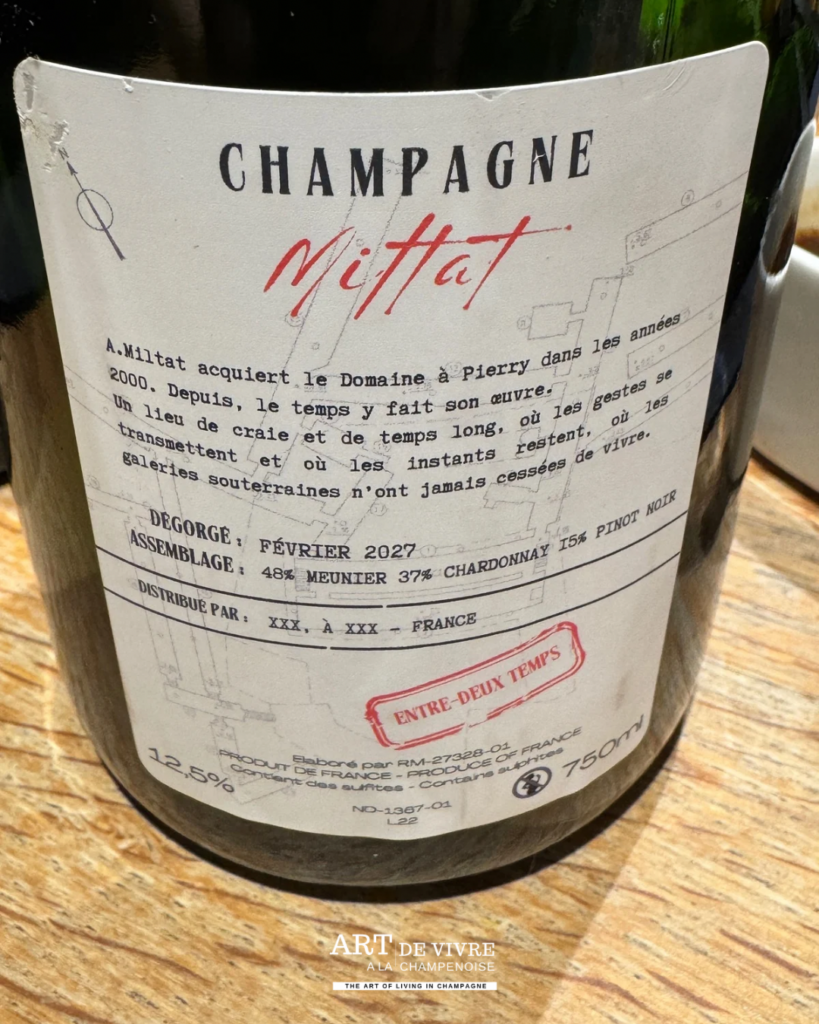 N
CHAMPAGNE
Miltat
A.Miltat acquiert le Domaine à Pierry dans les années
2000. Depuis, le temps y fait son œuvre.
Un lieu de craie et de temps long, où les gestes se
transmettent et où les instants restent, où les
galeries souterraines n'ont jamais cessées de vivre.
DÉGORGÉ : FÉVRIER 2027
ASSEMBLAGE : 48% MEUNIER 37% CHARDONNAY 15% PINOT NOIR
DISTRIBUÉ PAR : XXX, À XXX - FRANCE
ENTRE-DEUX TEMPS
12,5%
Elaboré par RM-27328-01
PRODUIT DE FRANCE - PRODUCE OF FRANCE
Contient des sulfites - Contains sulphites
750ml
ND-1367-01
L22
ART DE VIVRE
A LA CHAMPENOISE
THE ART OF LIVING IN CHAMPAGNE